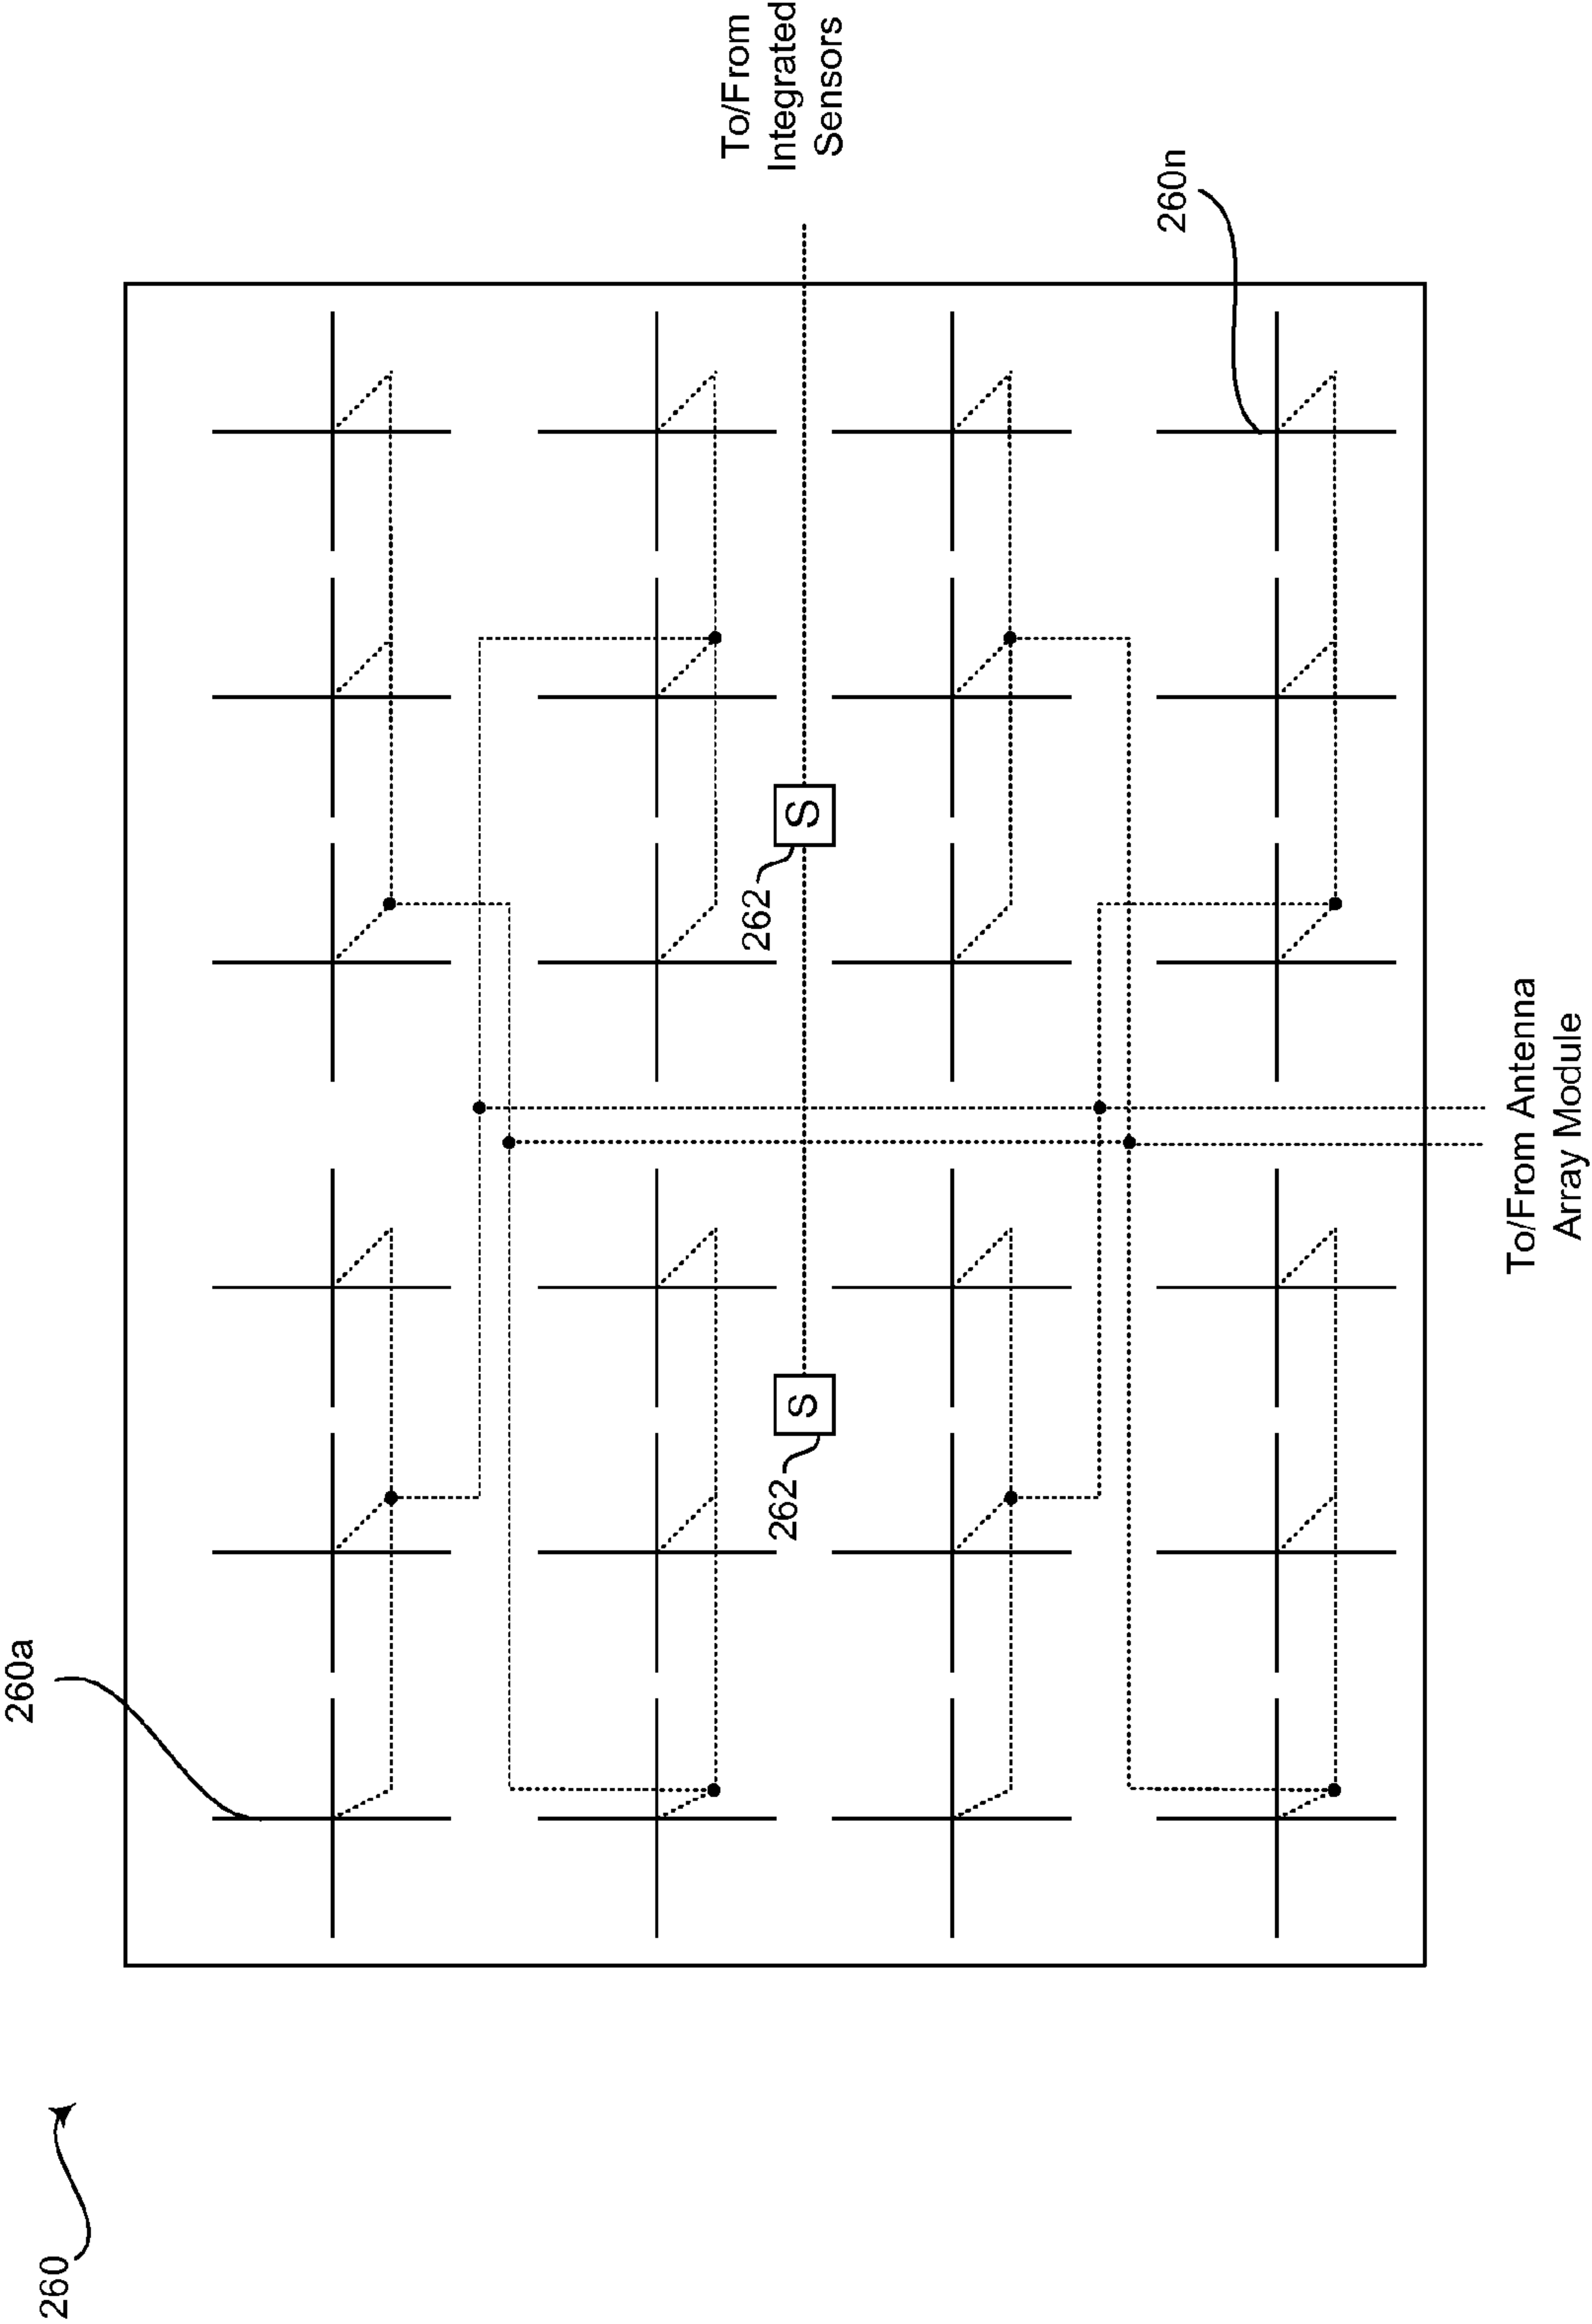 260
260a
262
S
262
S
To/From
Integrated
Sensors
260n
To/From Antenna
Array Module